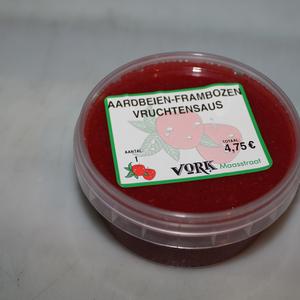 AARDBEIEN-FRAMBOZEN
VRUCHTENSAUS
AANTAL
1
TOTAAL
4,75 €
VORK Maasstraat